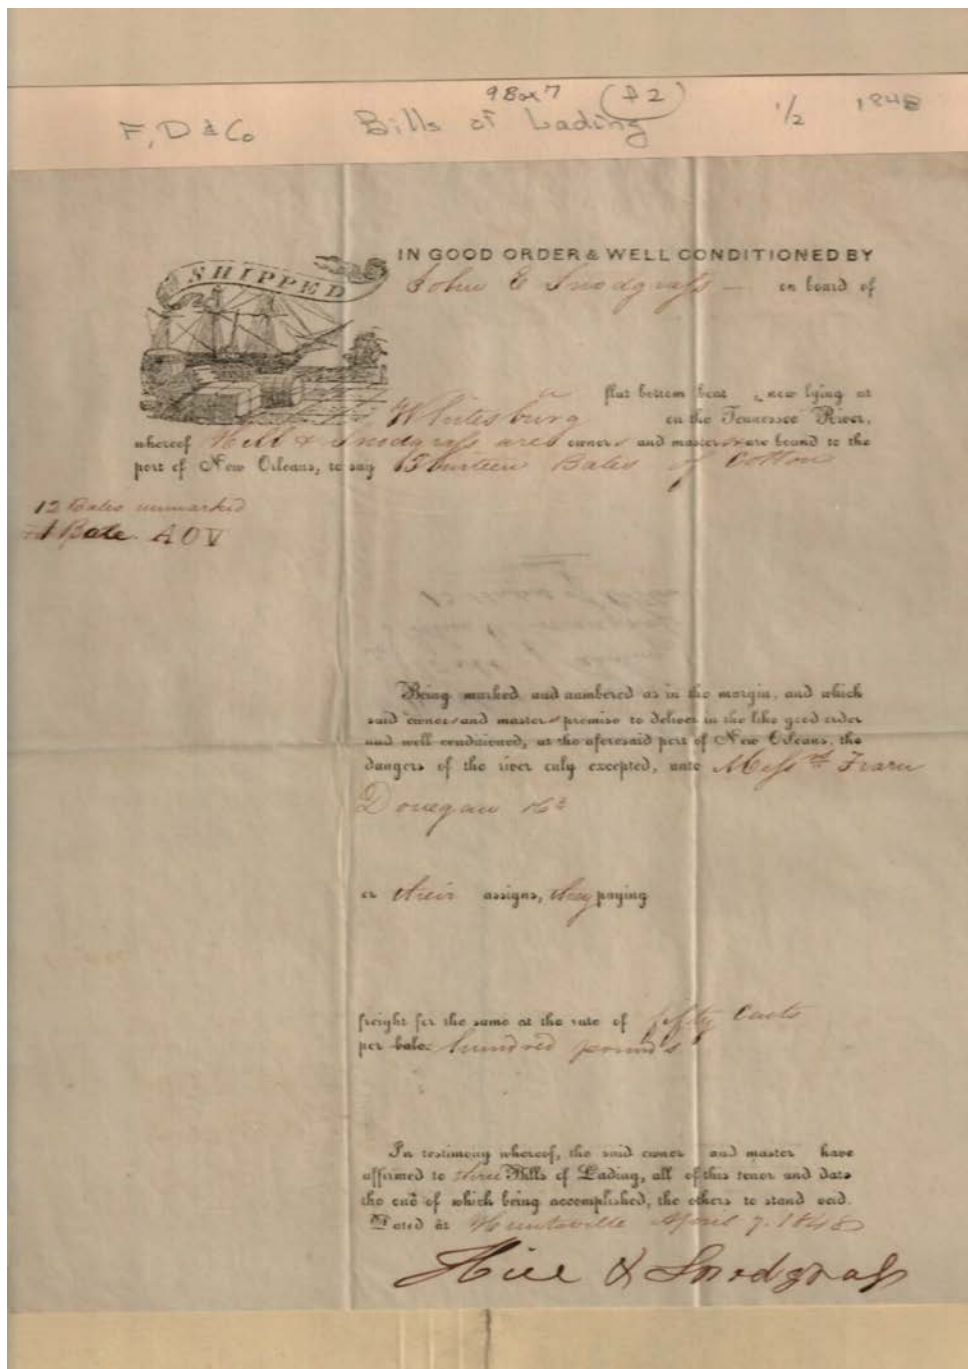 9 Box 7 (f2)
F, D & Co Bills of Lading 1/2 1848
SHIPPED
IN GOOD ORDER & WELL CONDITIONED BY
John E Snodgrass — on board of
a flat bottom boat, now lying at
Whitesburg on the Tennessee River,
whereof Hill & Snodgrass are owners and masters are bound to the
port of New Orleans, to say Thirteen Bales of Cotton
12 Bales unmarked
1 Bale. AOV
Being marked and numbered as in the margin, and which
said owner and master promise to deliver in the like good order
and well conditioned, at the aforesaid port of New Orleans, the
dangers of the river only excepted, unto Messrs Fearn
Donegan & Co
or their assigns, they paying
freight for the same at the rate of fifty Cents
per bale hundred pounds
In testimony whereof, the said owner and master have
affirmed to three Bills of Lading, all of this tenor and date
the one of which being accomplished, the others to stand void.
Dated at Huntsville April 7. 1848
Hill & Snodgrass